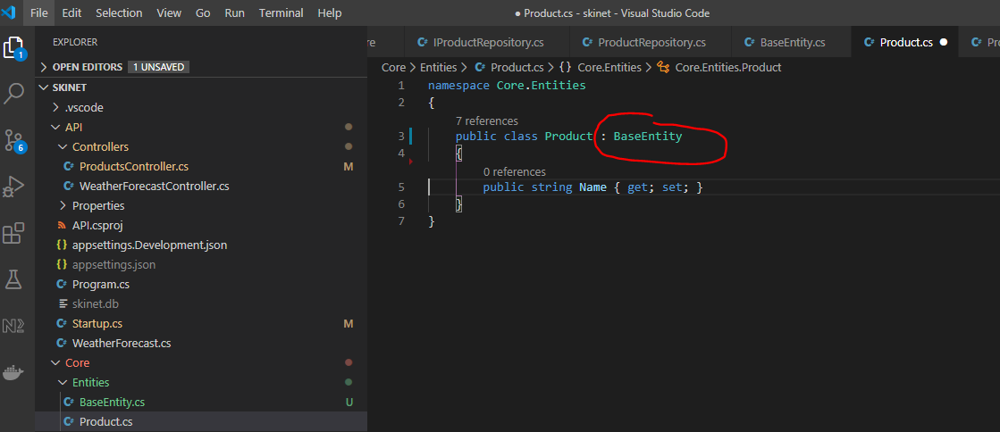 File Edit Selection View Go Run Terminal Help ● Product.cs - skinet - Visual Studio Code
EXPLORER
re IProductRepository.cs ProductRepository.cs BaseEntity.cs Product.cs ● Pro
OPEN EDITORS 1 UNSAVED
Core > Entities > Product.cs > {} Core.Entities > Core.Entities.Product
SKINET
.vscode
API
Controllers
ProductsController.cs M
WeatherForecastController.cs
Properties
API.csproj
{} appsettings.Development.json
{} appsettings.json
Program.cs
skinet.db
Startup.cs M
WeatherForecast.cs
Core
Entities
BaseEntity.cs U
Product.cs
1
6
1 namespace Core.Entities
2 {
7 references
3 public class Product : BaseEntity
4 {
0 references
5 public string Name { get; set; }
6 }
7 }